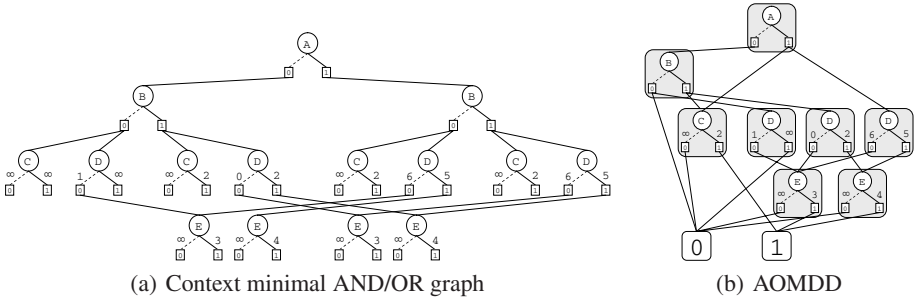 A
0 1
B B
0 1 0 1
C D C D C D C D
∞ ∞ 1 ∞ ∞ 2 0 2 ∞ 2 6 5 ∞ 2 6 5
0 1 0 1 0 1 0 1 0 1 0 1 0 1 0 1
E E E E
∞ 3 ∞ 4 ∞ 3 ∞ 4
0 1 0 1 0 1 0 1
(a) Context minimal AND/OR graph
A
0 1
B
0 1
C D D D
∞ 2 1 ∞ 0 2 6 5
0 1 0 1 0 1 0 1
E E
∞ 3 ∞ 4
0 1 0 1
0 1
(b) AOMDD